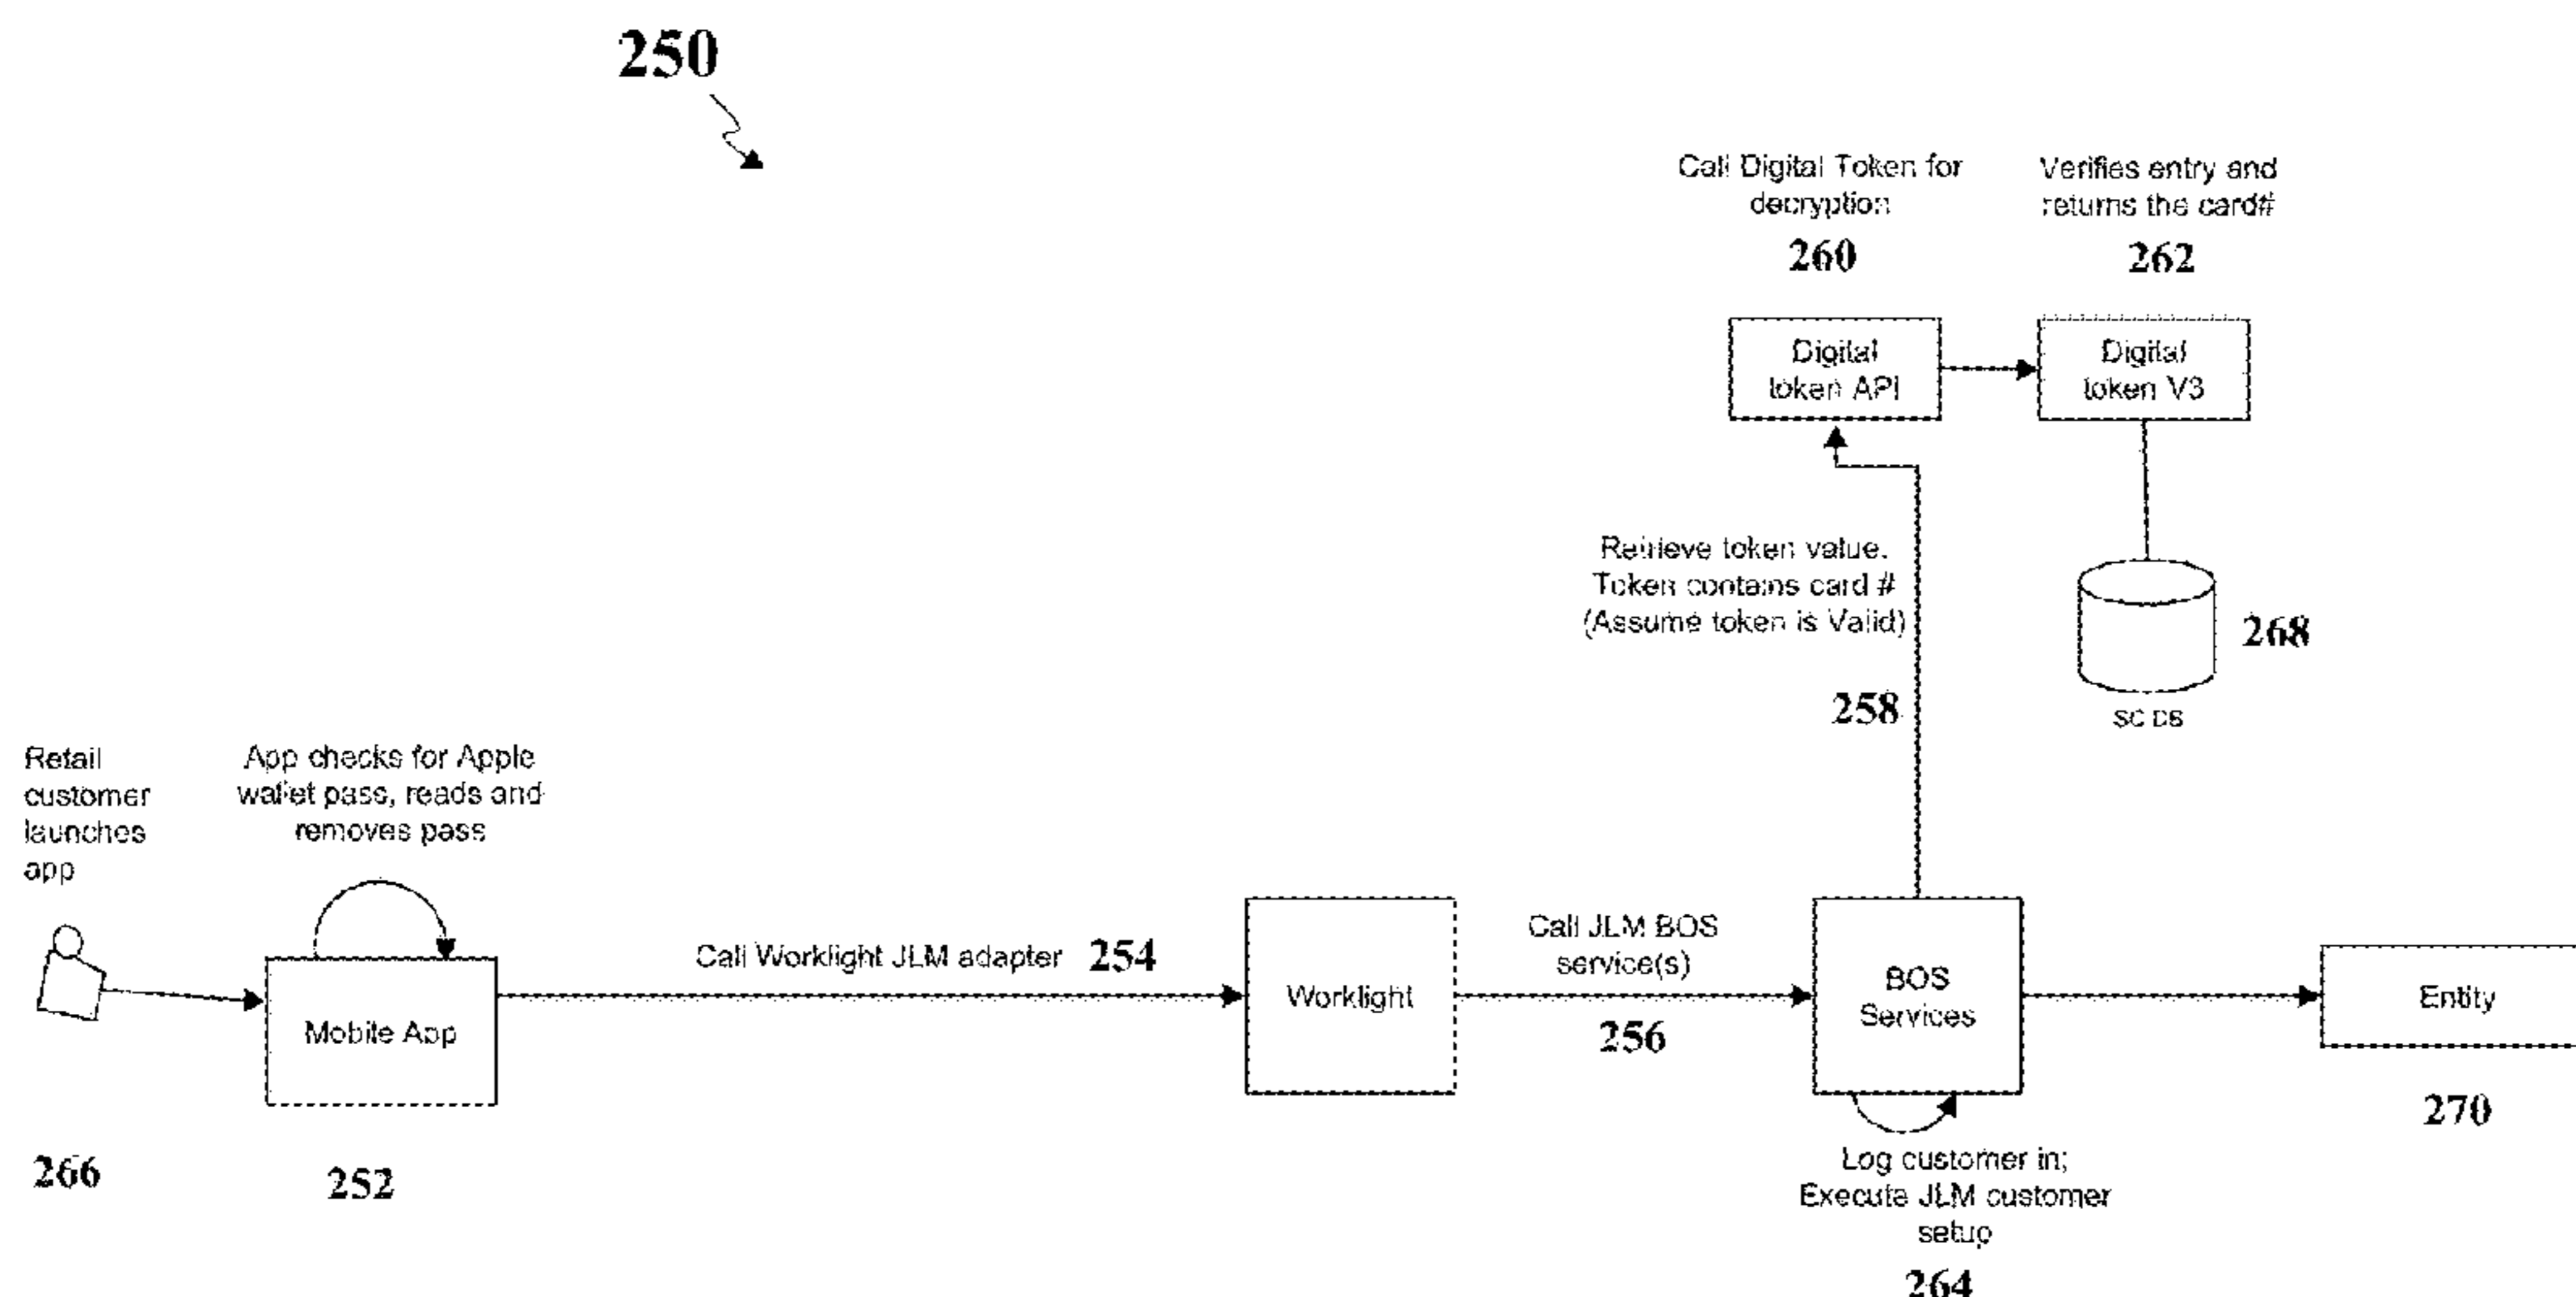 250
Call Digital Token for
decryption
260
Verifies entry and
returns the card#
262
Digital
token API
Digital
token V3
Retrieve token value.
Token contains card #
(Assume token is Valid)
258
268
Retail
customer
launches
app
App checks for Apple
wallet pass, reads and
removes pass
Call Worklight JLM adapter 254
Call JLM BOS
service(s)
256
Mobile App
Worklight
BOS
Services
Entity
266
252
270
Log customer in;
Execute JLM customer
setup
264